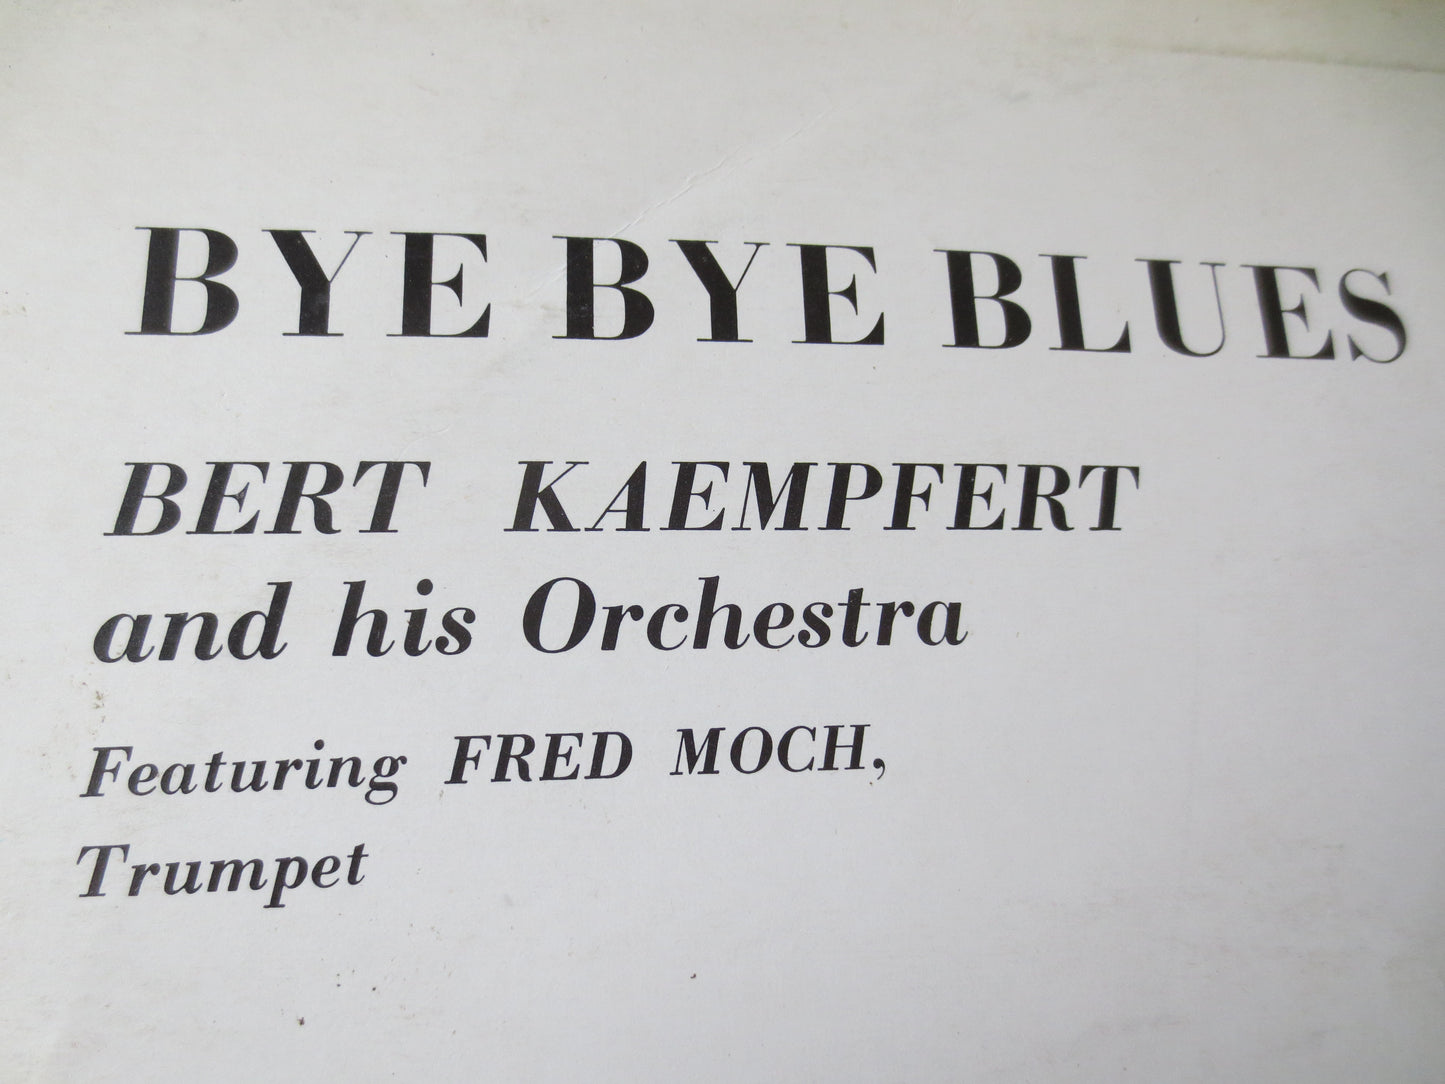 BYE BYE BLUES
BERT KAEMPFERT
and his Orchestra
Featuring FRED MOCH,
Trumpet